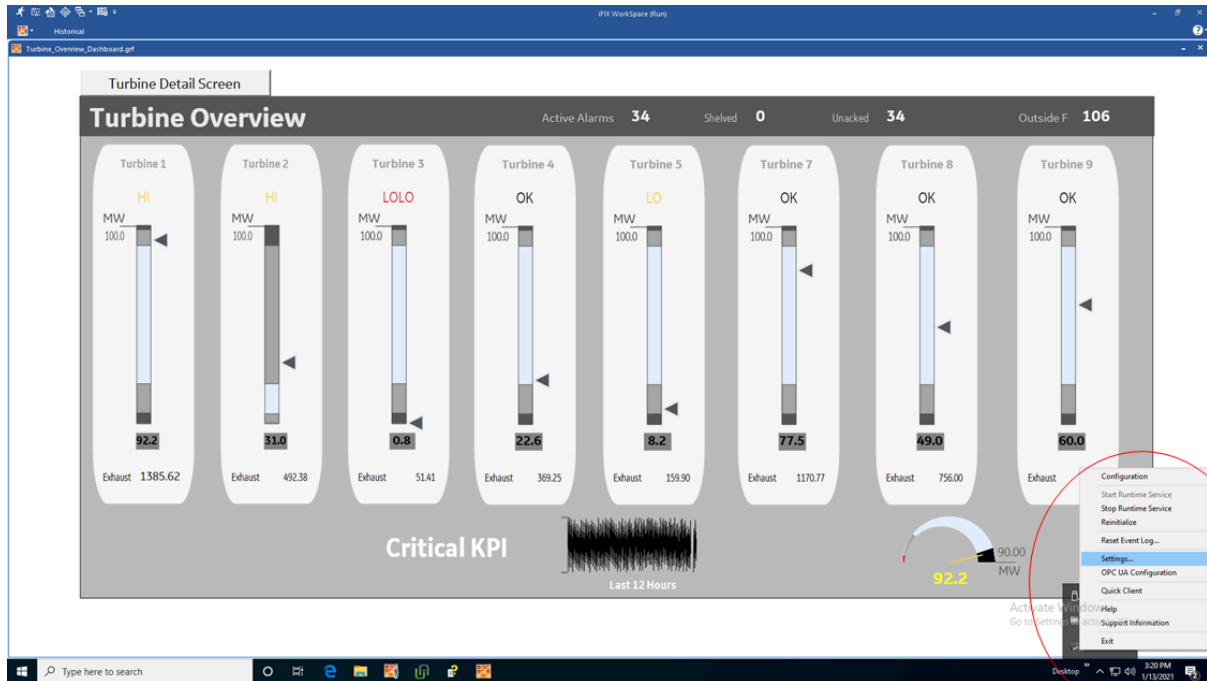 iFIX WorkSpace (Run)
Historical
Turbine_Overview_Dashboard.grf
Turbine Detail Screen
Turbine Overview
Active Alarms 34 Shelved 0 Unacked 34 Outside F 106
Turbine 1 Turbine 2 Turbine 3 Turbine 4 Turbine 5 Turbine 7 Turbine 8 Turbine 9
HI HI LOLO OK LO OK OK OK
MW MW MW MW MW MW MW MW
100.0 100.0 100.0 100.0 100.0 100.0 100.0 100.0
92.2 31.0 0.8 22.6 8.2 77.5 49.0 60.0
Exhaust 1385.62 Exhaust 492.38 Exhaust 51.41 Exhaust 369.25 Exhaust 159.90 Exhaust 1170.77 Exhaust 756.00 Exhaust
Configuration
Start Runtime Service
Stop Runtime Service
Reinitialize
Reset Event Log...
Settings...
OPC UA Configuration
Quick Client
Help
Support Information
Exit
Critical KPI
Last 12 Hours
90.00
MW
92.2
Activate Window
Go to Settings
Type here to search
Desktop
3:20 PM
1/13/2021